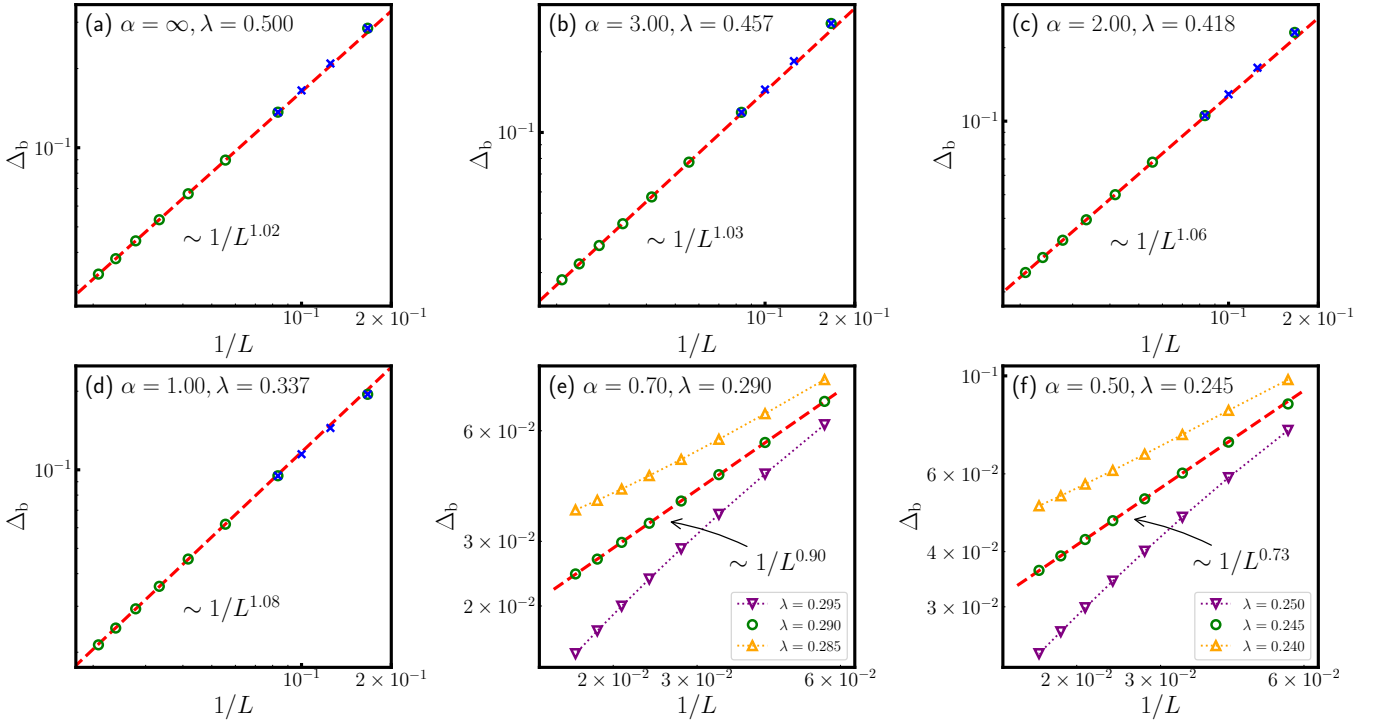 (a) α = ∞, λ = 0.500
Δ_b
10⁻¹
∼ 1/L^1.02
10⁻¹
2 × 10⁻¹
1/L
(b) α = 3.00, λ = 0.457
Δ_b
10⁻¹
∼ 1/L^1.03
10⁻¹
2 × 10⁻¹
1/L
(c) α = 2.00, λ = 0.418
Δ_b
10⁻¹
∼ 1/L^1.06
10⁻¹
2 × 10⁻¹
1/L
(d) α = 1.00, λ = 0.337
Δ_b
10⁻¹
∼ 1/L^1.08
10⁻¹
2 × 10⁻¹
1/L
(e) α = 0.70, λ = 0.290
Δ_b
6 × 10⁻²
3 × 10⁻²
2 × 10⁻²
∼ 1/L^0.90
λ = 0.295
λ = 0.290
λ = 0.285
2 × 10⁻²
3 × 10⁻²
6 × 10⁻²
1/L
(f) α = 0.50, λ = 0.245
Δ_b
10⁻¹
6 × 10⁻²
4 × 10⁻²
3 × 10⁻²
∼ 1/L^0.73
λ = 0.250
λ = 0.245
λ = 0.240
2 × 10⁻²
3 × 10⁻²
6 × 10⁻²
1/L